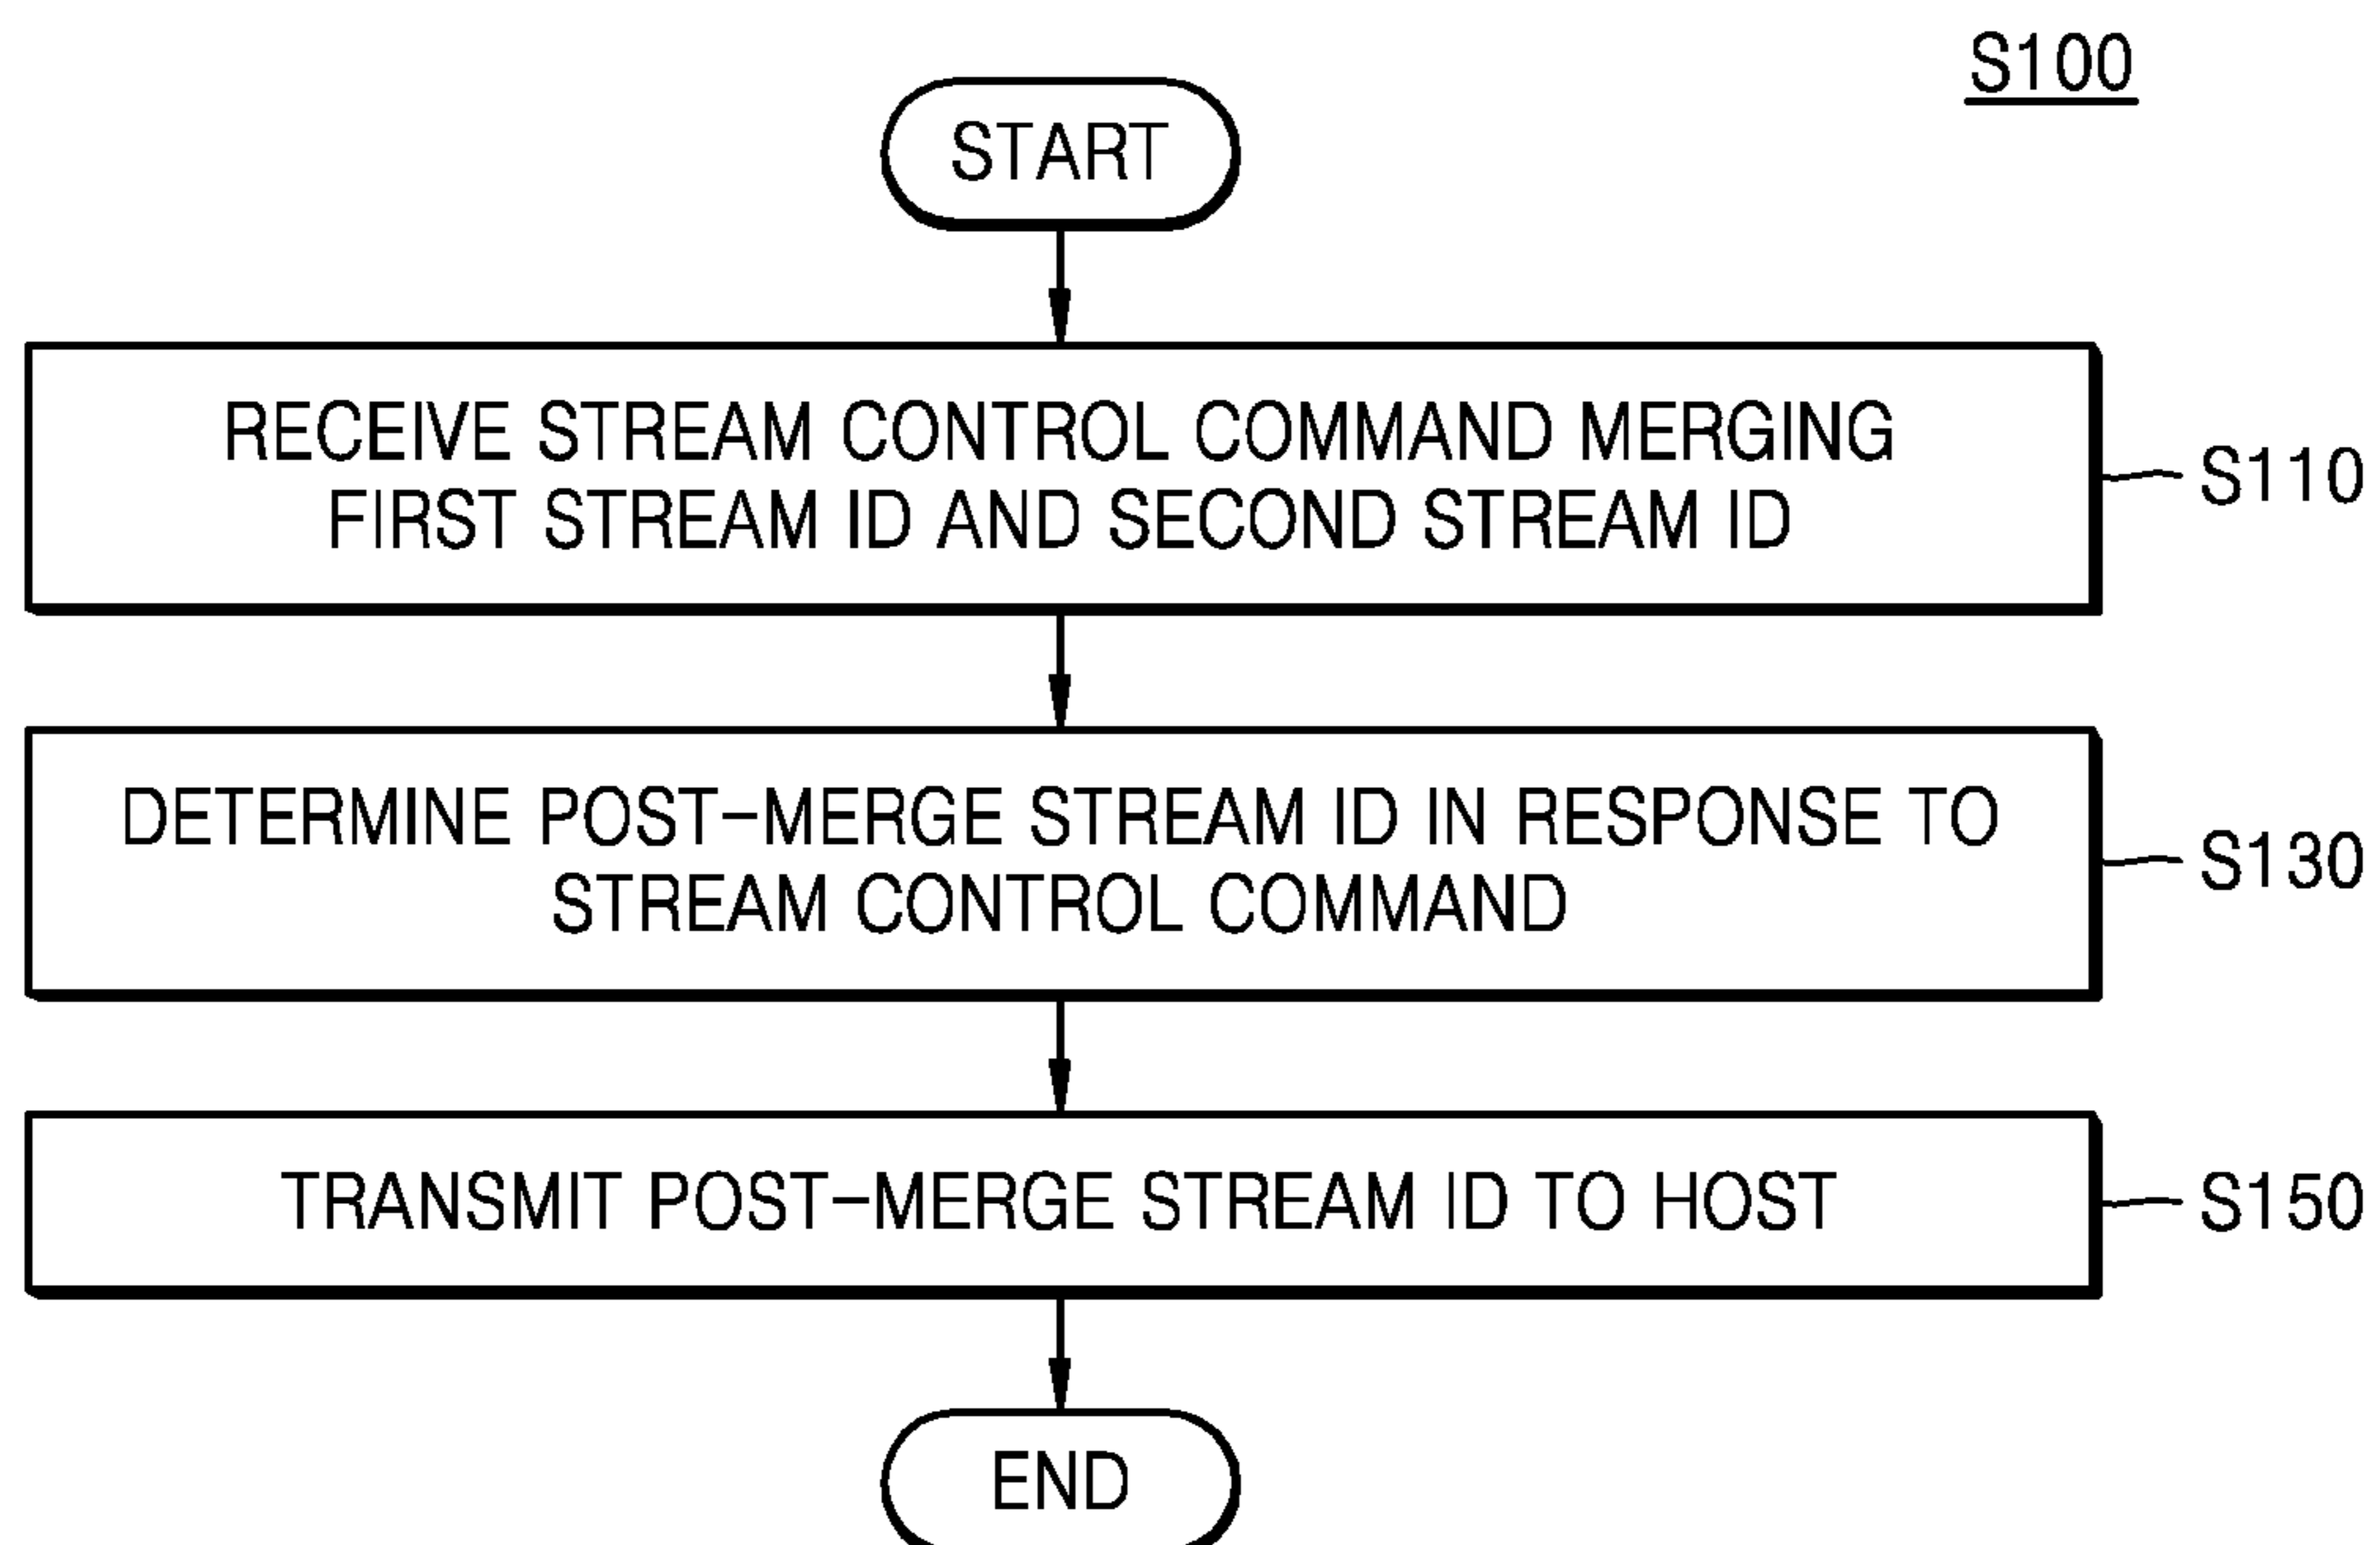 S100
START
RECEIVE STREAM CONTROL COMMAND MERGING
FIRST STREAM ID AND SECOND STREAM ID
S110
DETERMINE POST-MERGE STREAM ID IN RESPONSE TO
STREAM CONTROL COMMAND
S130
TRANSMIT POST-MERGE STREAM ID TO HOST
S150
END